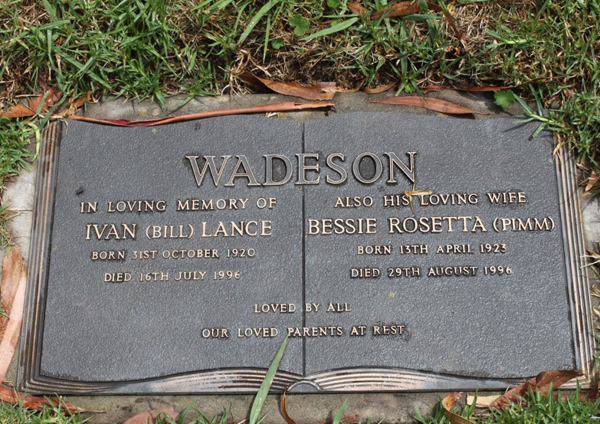 WADESON
IN LOVING MEMORY OF
IVAN (BILL) LANCE
BORN 31ST OCTOBER 1920
DIED 16TH JULY 1996
ALSO HIS LOVING WIFE
BESSIE ROSETTA (PIMM)
BORN 13TH APRIL 1923
DIED 29TH AUGUST 1996
LOVED BY ALL
OUR LOVED PARENTS AT REST